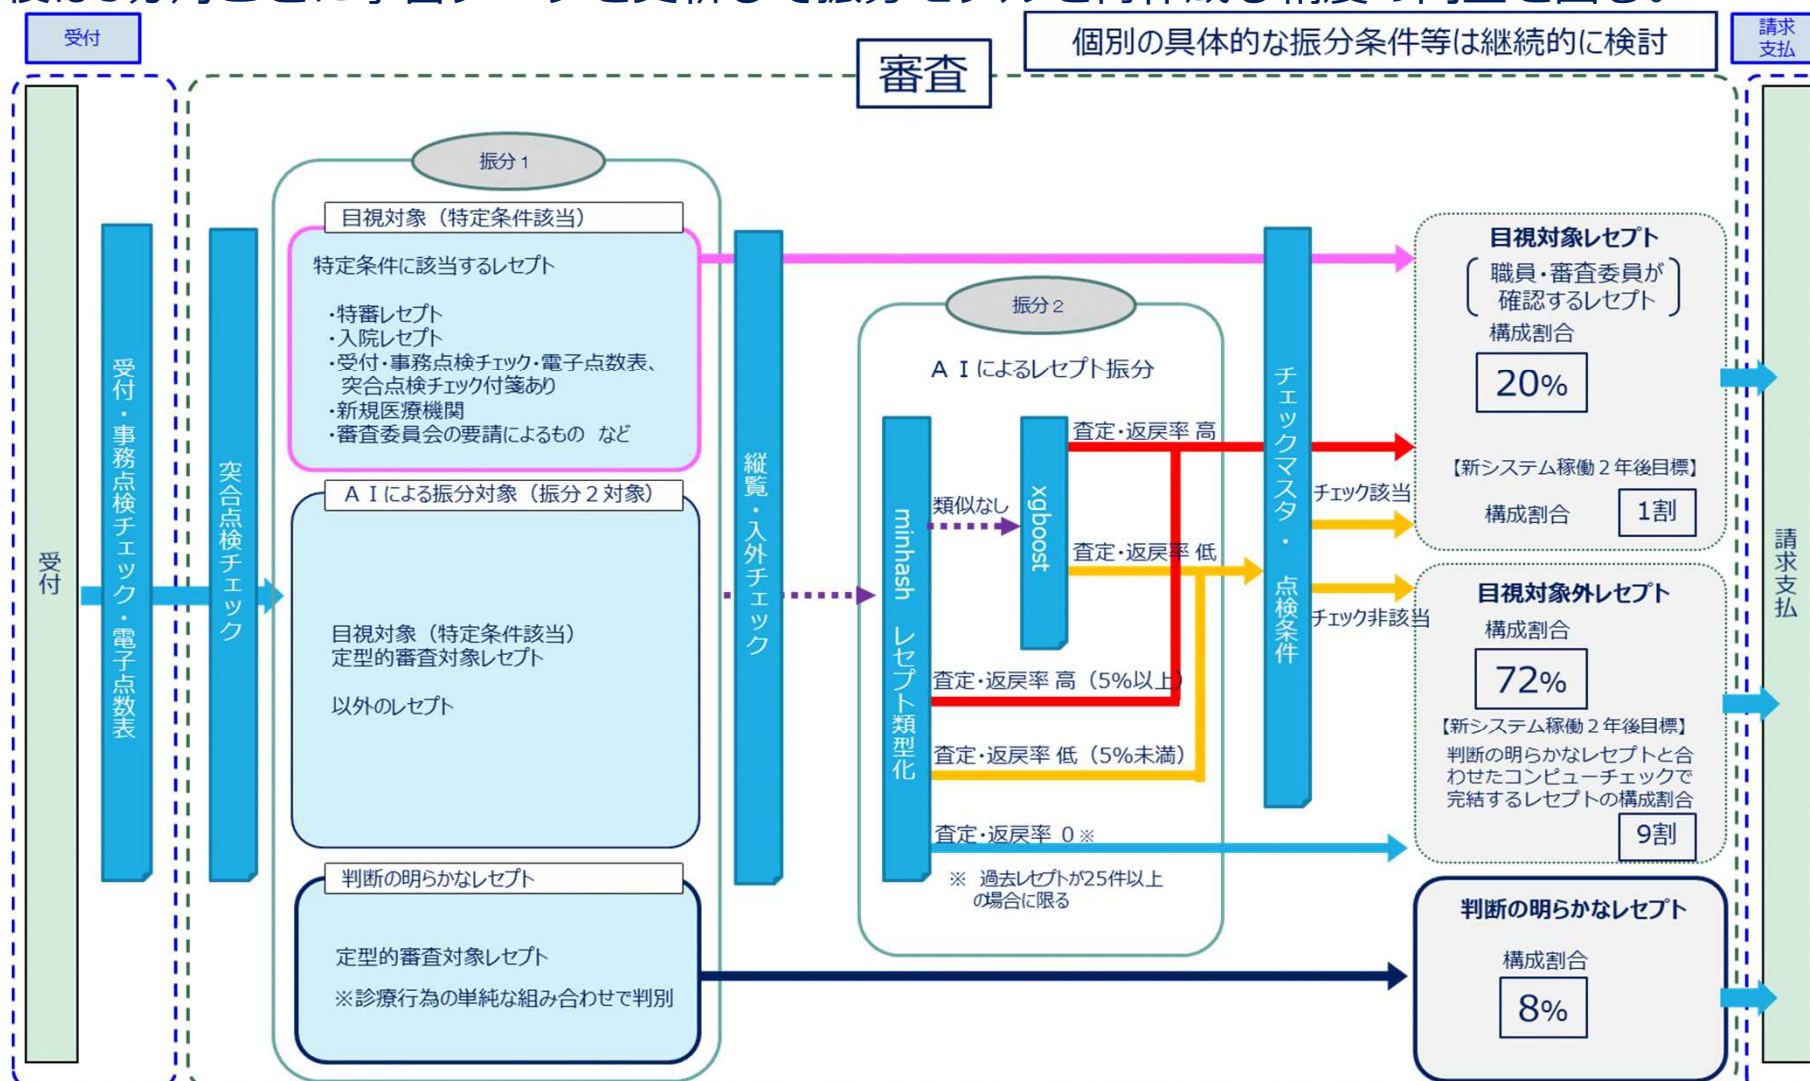 受付
審査
個別の具体的な振分条件等は継続的に検討
請求
支払
受付
受付・事務点検チェック・電子点数表
突合点検チェック
振分1
目視対象（特定条件該当）
特定条件に該当するレセプト
・特審レセプト
・入院レセプト
・受付・事務点検チェック・電子点数表、
突合点検チェック付箋あり
・新規医療機関
・審査委員会の要請によるもの など
AIによる振分対象（振分2対象）
目視対象（特定条件該当）
定型的審査対象レセプト
以外のレセプト
判断の明らかなレセプト
定型的審査対象レセプト
※診療行為の単純な組み合わせで判別
縦覧・入外チェック
振分2
AIによるレセプト振分
minhash レセプト類型化
類似なし
xgboost
査定・返戻率 高
査定・返戻率 低
査定・返戻率 高（5%以上）
査定・返戻率 低（5%未満）
査定・返戻率 0※
※ 過去レセプトが25件以上
の場合に限る
チェックマスタ・点検条件
チェック該当
チェック非該当
目視対象レセプト
職員・審査委員が
確認するレセプト
構成割合
20%
【新システム稼働2年後目標】
構成割合 1割
目視対象外レセプト
構成割合
72%
【新システム稼働2年後目標】
判断の明らかなレセプトと合
わせたコンピューチェックで
完結するレセプトの構成割合
9割
判断の明らかなレセプト
構成割合
8%
請求支払